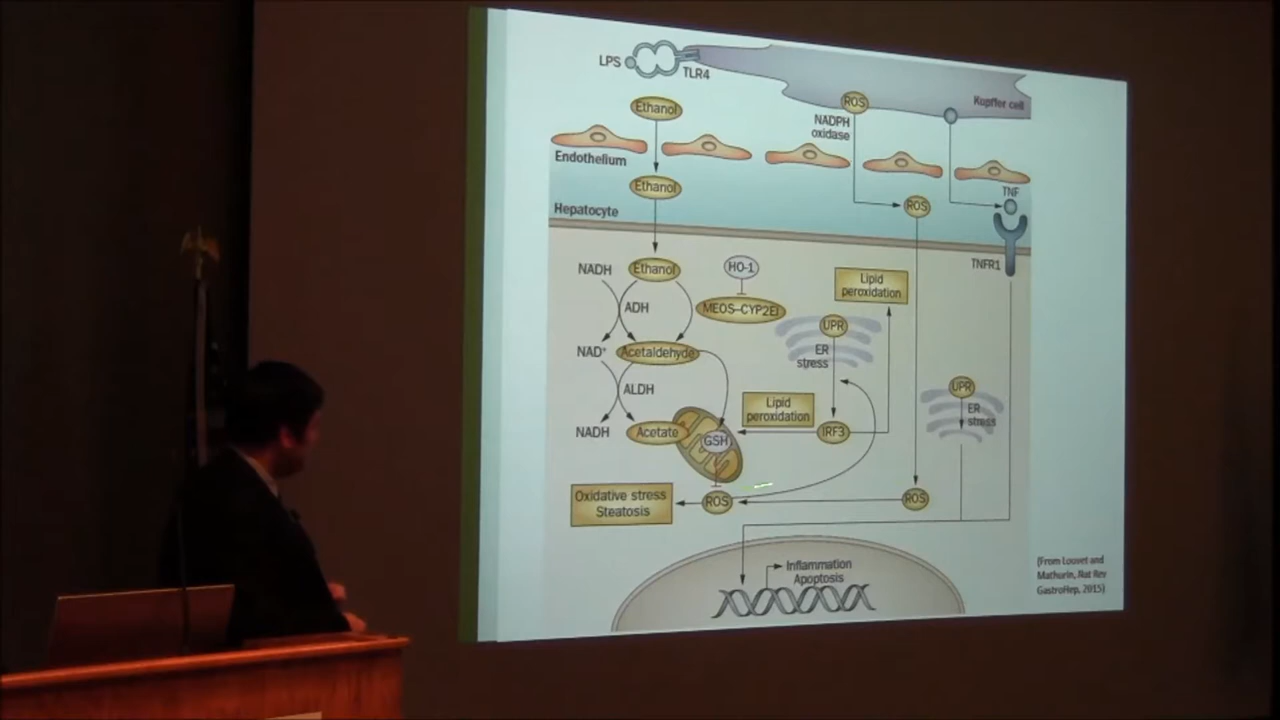 LPS
TLR4
Kupffer cell
Ethanol
ROS
NADPH
oxidase
Endothelium
Ethanol
ROS
TNF
Hepatocyte
TNFR1
NADH
Ethanol
HO-1
ADH
MEOS–CYP2EI
Lipid
peroxidation
UPR
ER
stress
NAD+
Acetaldehyde
ALDH
UPR
ER
stress
Lipid
peroxidation
NADH
Acetate
GSH
IRF3
Oxidative stress
Steatosis
ROS
ROS
Inflammation
Apoptosis
(From Louvet and
Mathurin, Nat Rev
GastroHep, 2015)